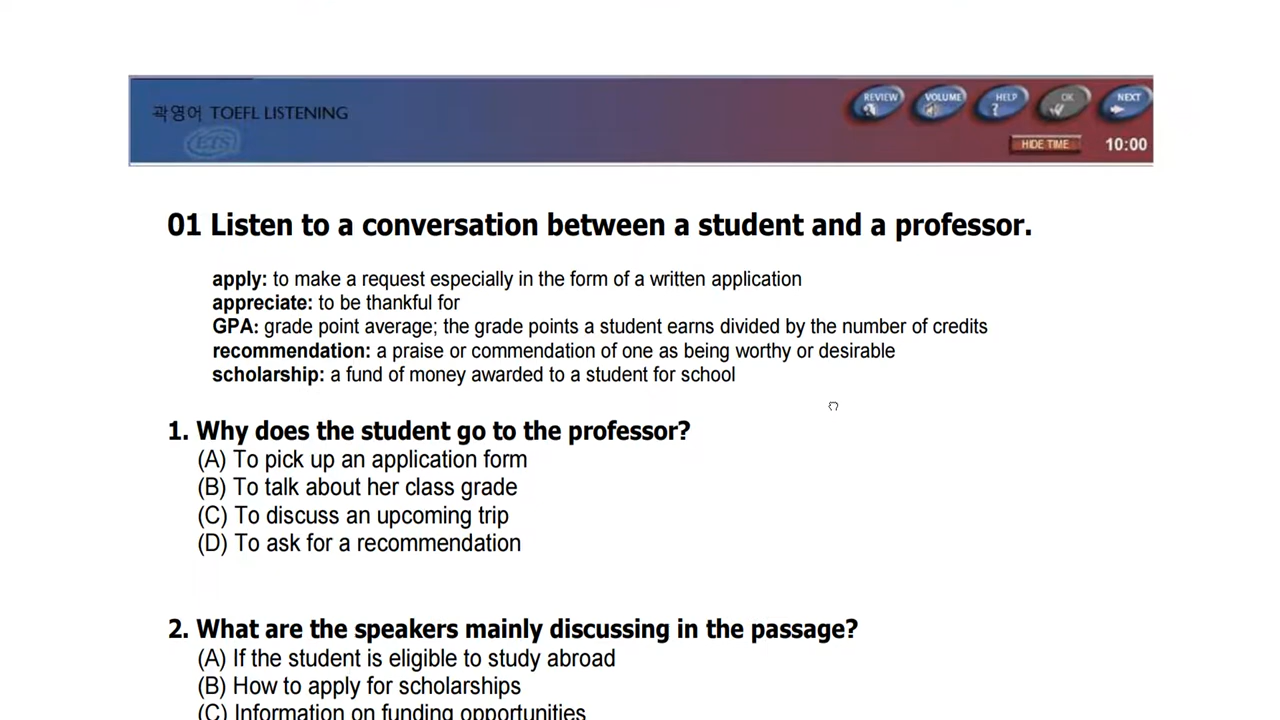 곽영어 TOEFL LISTENING
ETS
REVIEW
VOLUME
HELP
?
OK
NEXT
HIDE TIME
10:00
01 Listen to a conversation between a student and a professor.
apply: to make a request especially in the form of a written application
appreciate: to be thankful for
GPA: grade point average; the grade points a student earns divided by the number of credits
recommendation: a praise or commendation of one as being worthy or desirable
scholarship: a fund of money awarded to a student for school
1. Why does the student go to the professor?
(A) To pick up an application form
(B) To talk about her class grade
(C) To discuss an upcoming trip
(D) To ask for a recommendation
2. What are the speakers mainly discussing in the passage?
(A) If the student is eligible to study abroad
(B) How to apply for scholarships
(C) Information on funding opportunities